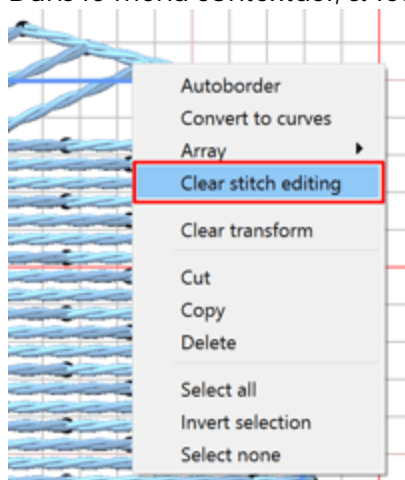 Autoborder
Convert to curves
Array
Clear stitch editing
Clear transform
Cut
Copy
Delete
Select all
Invert selection
Select none